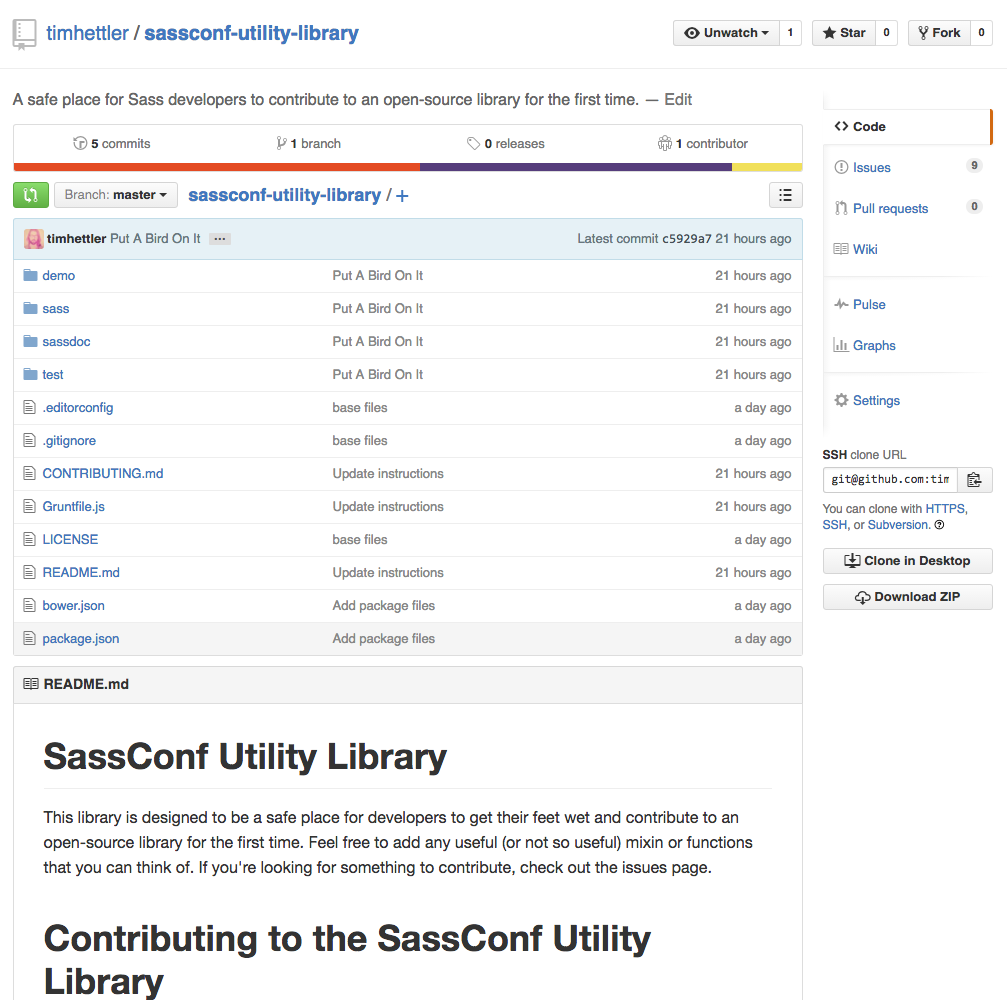 timhettler / sassconf-utility-library
Unwatch 1 Star 0 Fork 0
A safe place for Sass developers to contribute to an open-source library for the first time. — Edit
5 commits 1 branch 0 releases 1 contributor
Branch: master sassconf-utility-library / +
timhettler Put A Bird On It ··· Latest commit c5929a7 21 hours ago
demo Put A Bird On It 21 hours ago
sass Put A Bird On It 21 hours ago
sassdoc Put A Bird On It 21 hours ago
test Put A Bird On It 21 hours ago
.editorconfig base files a day ago
.gitignore base files a day ago
CONTRIBUTING.md Update instructions 21 hours ago
Gruntfile.js Update instructions 21 hours ago
LICENSE base files a day ago
README.md Update instructions 21 hours ago
bower.json Add package files a day ago
package.json Add package files a day ago
Code
Issues 9
Pull requests 0
Wiki
Pulse
Graphs
Settings
SSH clone URL
git@github.com:tim
You can clone with HTTPS,
SSH, or Subversion.
Clone in Desktop
Download ZIP
README.md
SassConf Utility Library
This library is designed to be a safe place for developers to get their feet wet and contribute to an
open-source library for the first time. Feel free to add any useful (or not so useful) mixin or functions
that you can think of. If you're looking for something to contribute, check out the issues page.
Contributing to the SassConf Utility
Library